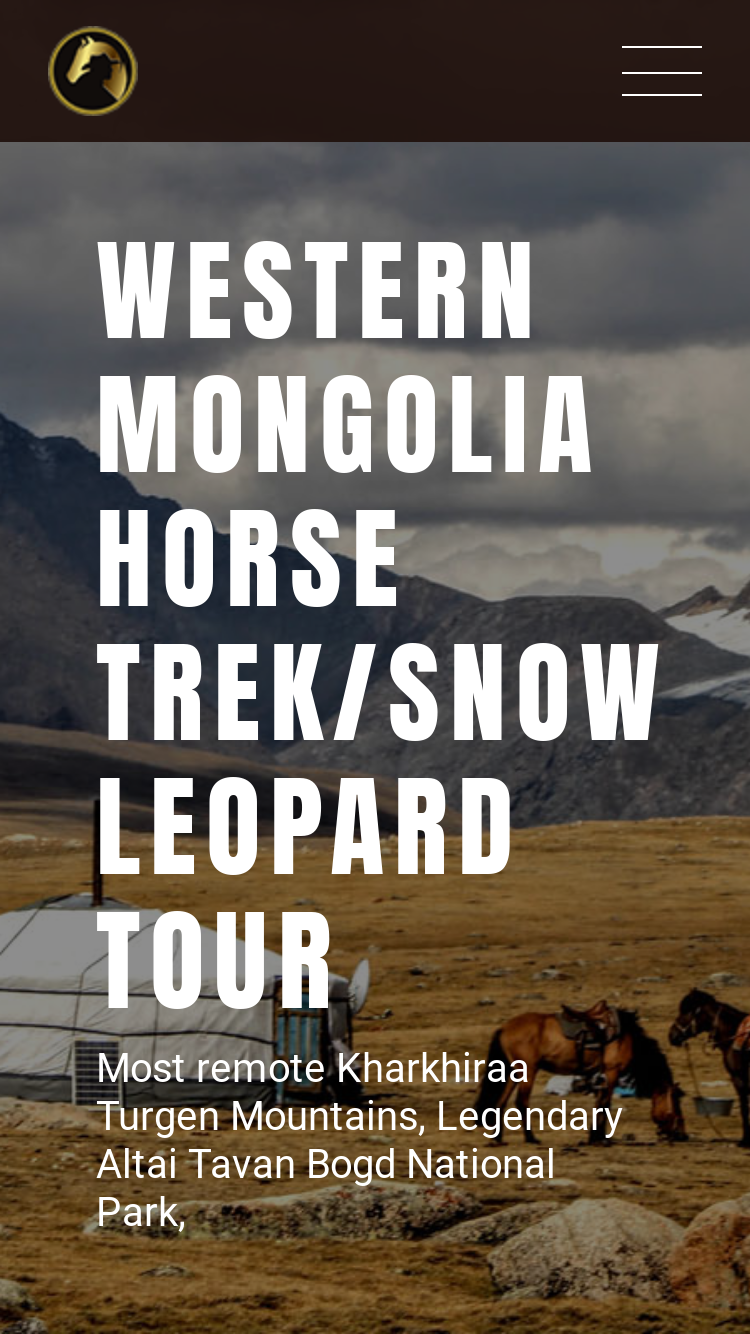 WESTERN
MONGOLIA
HORSE
TREK/SNOW
LEOPARD
TOUR
Most remote Kharkhiraa
Turgen Mountains, Legendary
Altai Tavan Bogd National
Park,